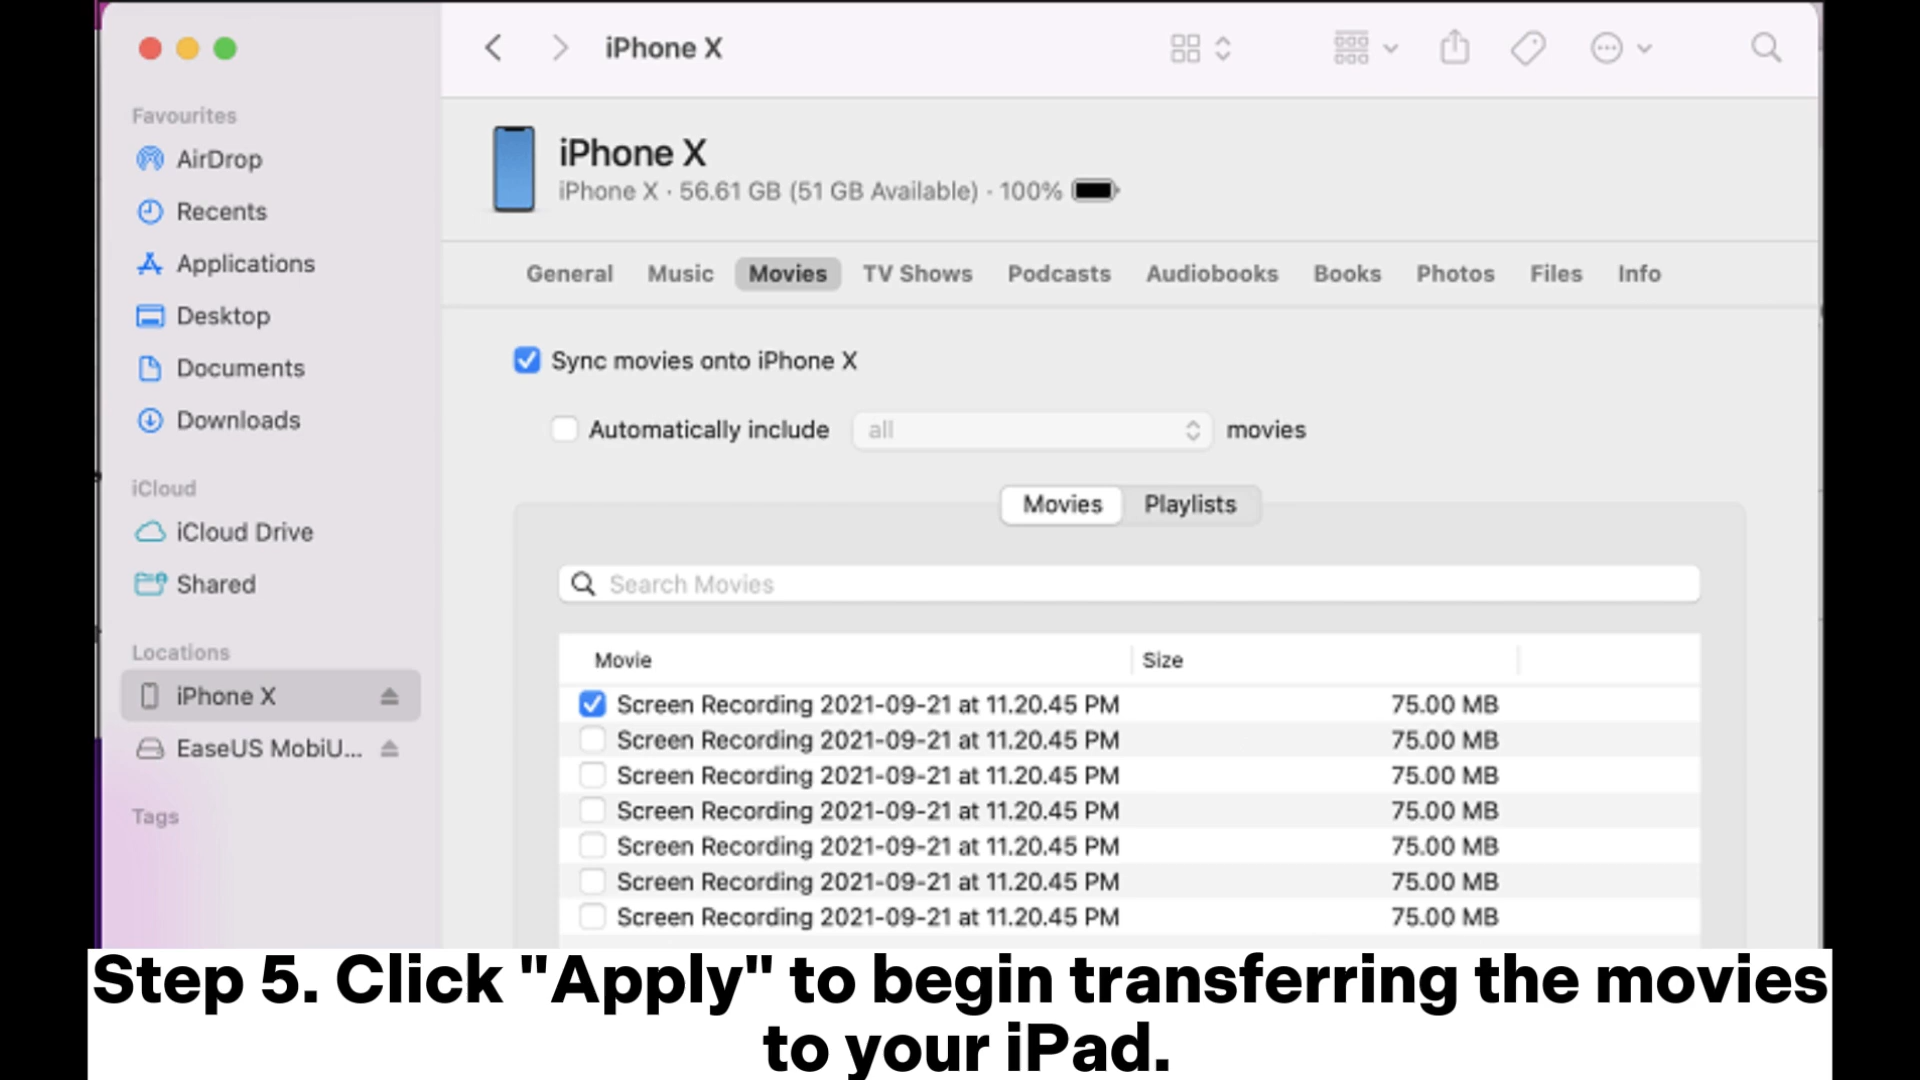 iPhone X
Favourites
AirDrop
Recents
Applications
Desktop
Documents
Downloads
iCloud
iCloud Drive
Shared
Locations
iPhone X
EaseUS MobiU...
Tags
iPhone X
iPhone X · 56.61 GB (51 GB Available) · 100%
General Music Movies TV Shows Podcasts Audiobooks Books Photos Files Info
Sync movies onto iPhone X
Automatically include all movies
Movies Playlists
Search Movies
Movie Size
Screen Recording 2021-09-21 at 11.20.45 PM 75.00 MB
Screen Recording 2021-09-21 at 11.20.45 PM 75.00 MB
Screen Recording 2021-09-21 at 11.20.45 PM 75.00 MB
Screen Recording 2021-09-21 at 11.20.45 PM 75.00 MB
Screen Recording 2021-09-21 at 11.20.45 PM 75.00 MB
Screen Recording 2021-09-21 at 11.20.45 PM 75.00 MB
Screen Recording 2021-09-21 at 11.20.45 PM 75.00 MB
Step 5. Click "Apply" to begin transferring the movies
to your iPad.